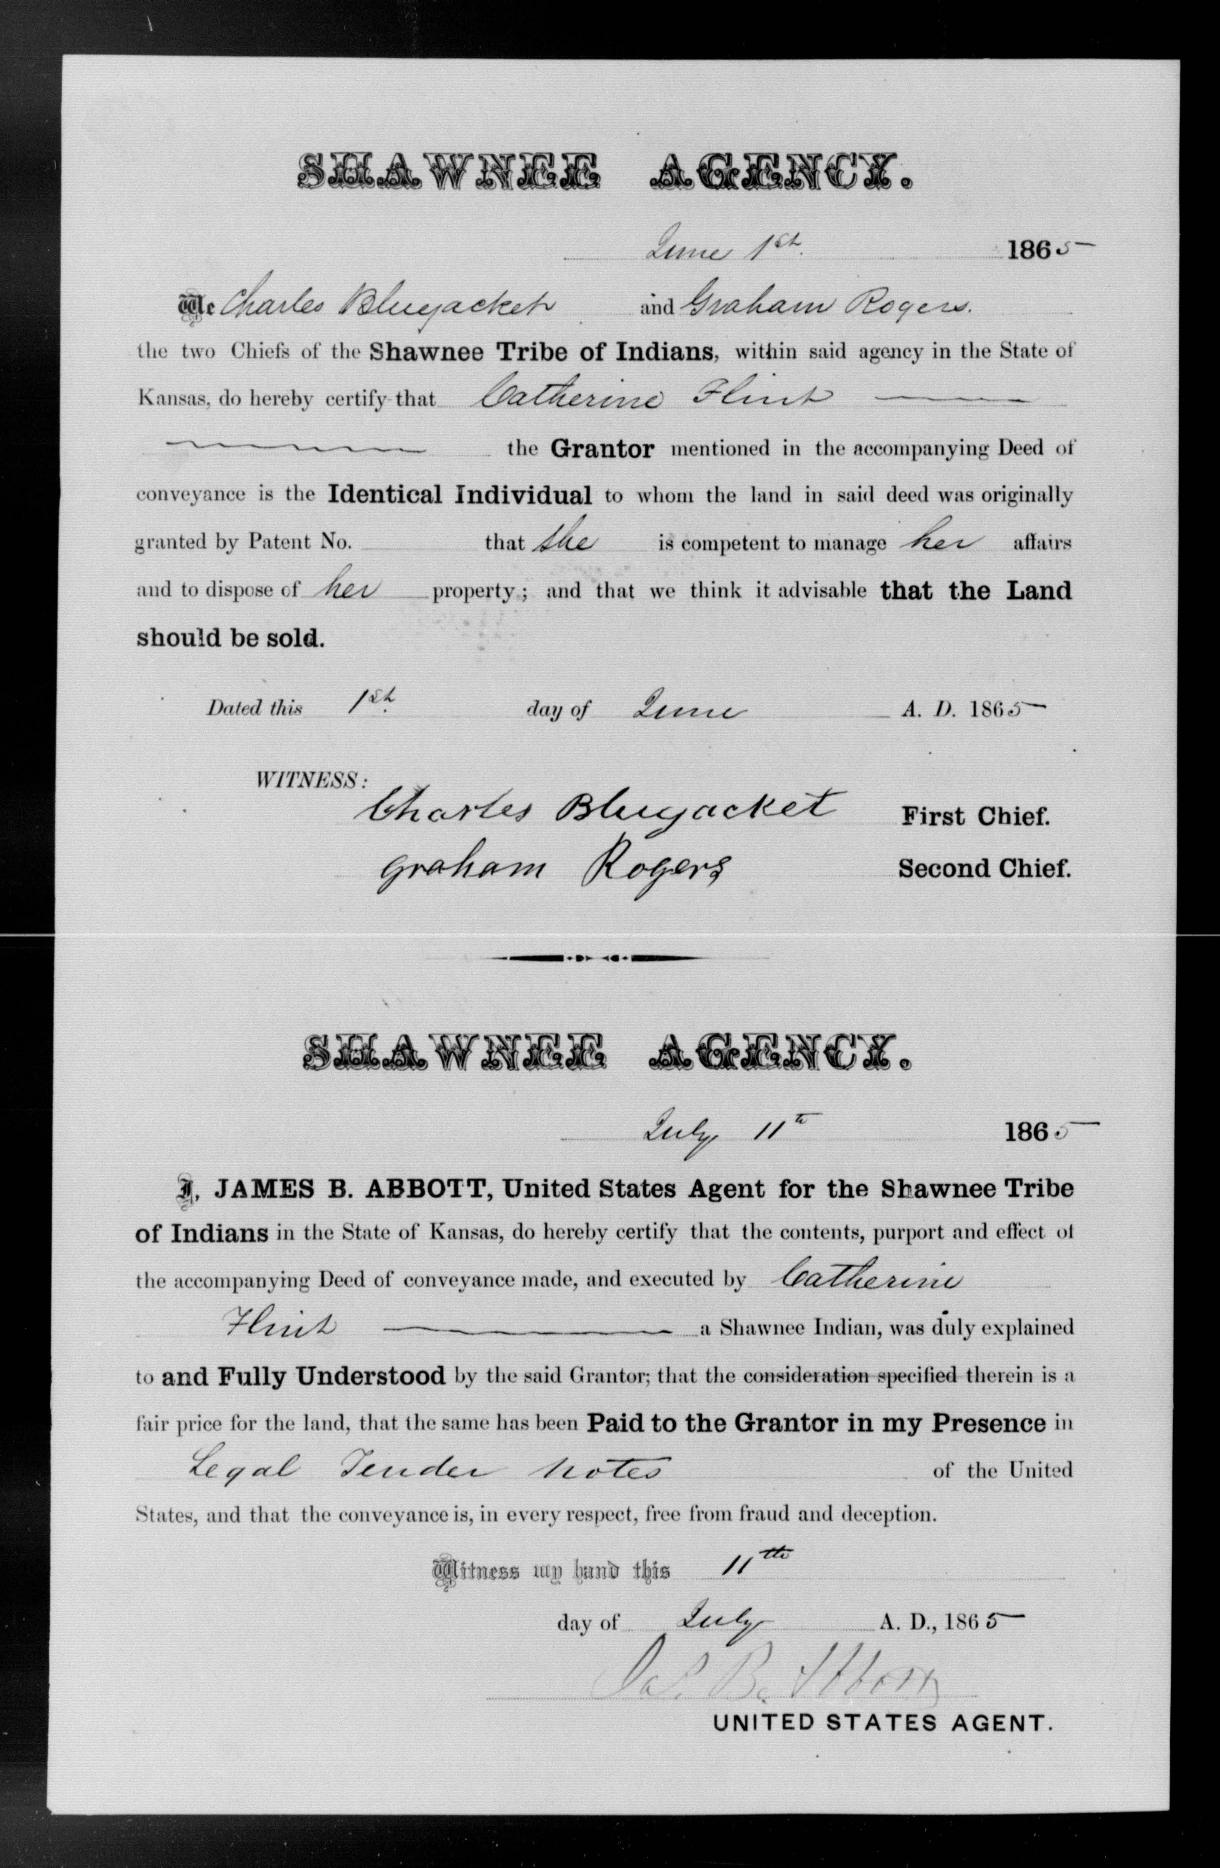 SHAWNEE AGENCY.
June 1st. 1865
We Charles Bluejacket and Graham Rogers.
the two Chiefs of the Shawnee Tribe of Indians, within said agency in the State of
Kansas, do hereby certify that Catherine Flint
the Grantor mentioned in the accompanying Deed of
conveyance is the Identical Individual to whom the land in said deed was originally
granted by Patent No. that she is competent to manage her affairs
and to dispose of her property; and that we think it advisable that the Land
should be sold.
Dated this 1st. day of June A. D. 1865
WITNESS:
Charles Bluejacket First Chief.
Graham Rogers Second Chief.
SHAWNEE AGENCY.
July 11th 1865
I, JAMES B. ABBOTT, United States Agent for the Shawnee Tribe
of Indians in the State of Kansas, do hereby certify that the contents, purport and effect of
the accompanying Deed of conveyance made, and executed by Catherine
Flint a Shawnee Indian, was duly explained
to and Fully Understood by the said Grantor; that the consideration specified therein is a
fair price for the land, that the same has been Paid to the Grantor in my Presence in
Legal Tender notes of the United
States, and that the conveyance is, in every respect, free from fraud and deception.
Witness my hand this 11th
day of July A. D., 1865
Jas. B. Abbott
UNITED STATES AGENT.